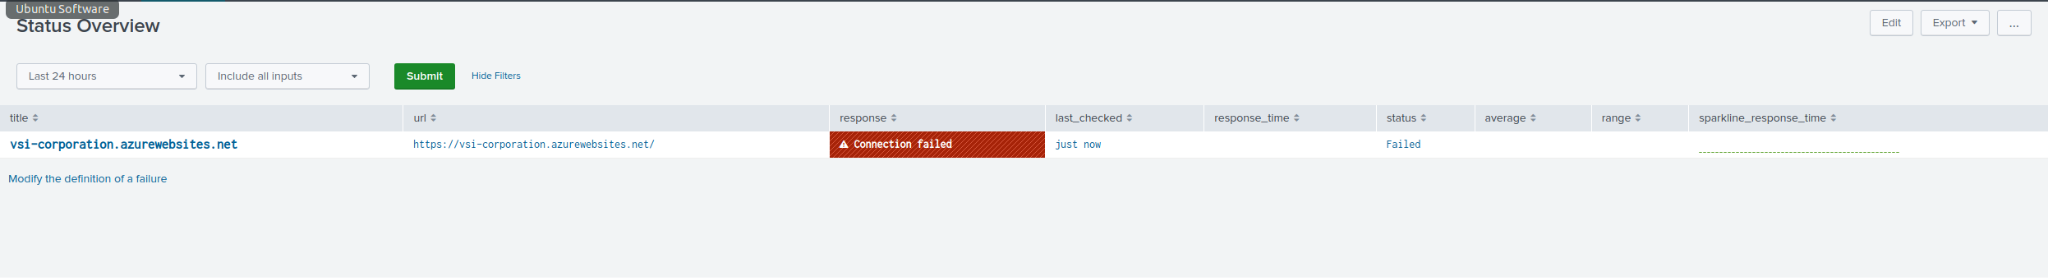 Ubuntu Software
Status Overview
Edit Export ...
Last 24 hours Include all inputs Submit Hide Filters
title url response last_checked response_time status average range sparkline_response_time
vsi-corporation.azurewebsites.net https://vsi-corporation.azurewebsites.net/ Connection failed just now Failed
Modify the definition of a failure